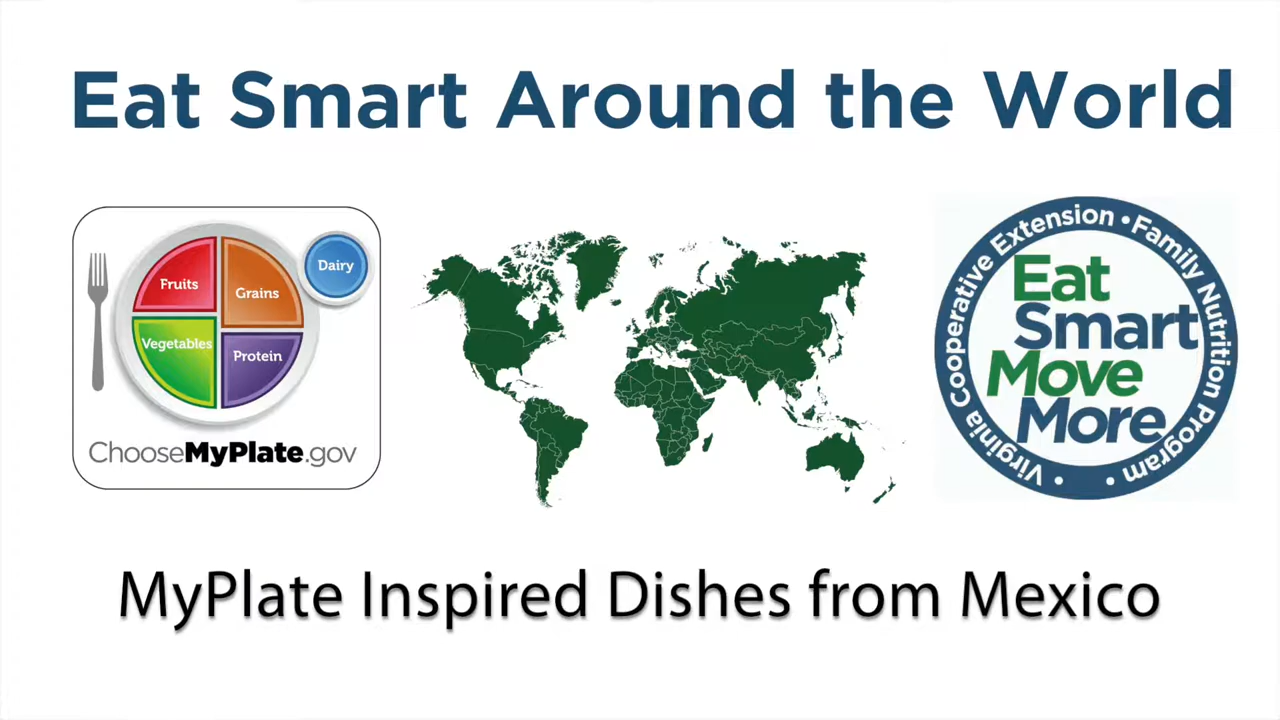 Eat Smart Around the World
Fruits
Grains
Dairy
Vegetables
Protein
ChooseMyPlate.gov
Virginia Cooperative Extension • Family Nutrition Program •
Eat
Smart
Move
More
MyPlate Inspired Dishes from Mexico